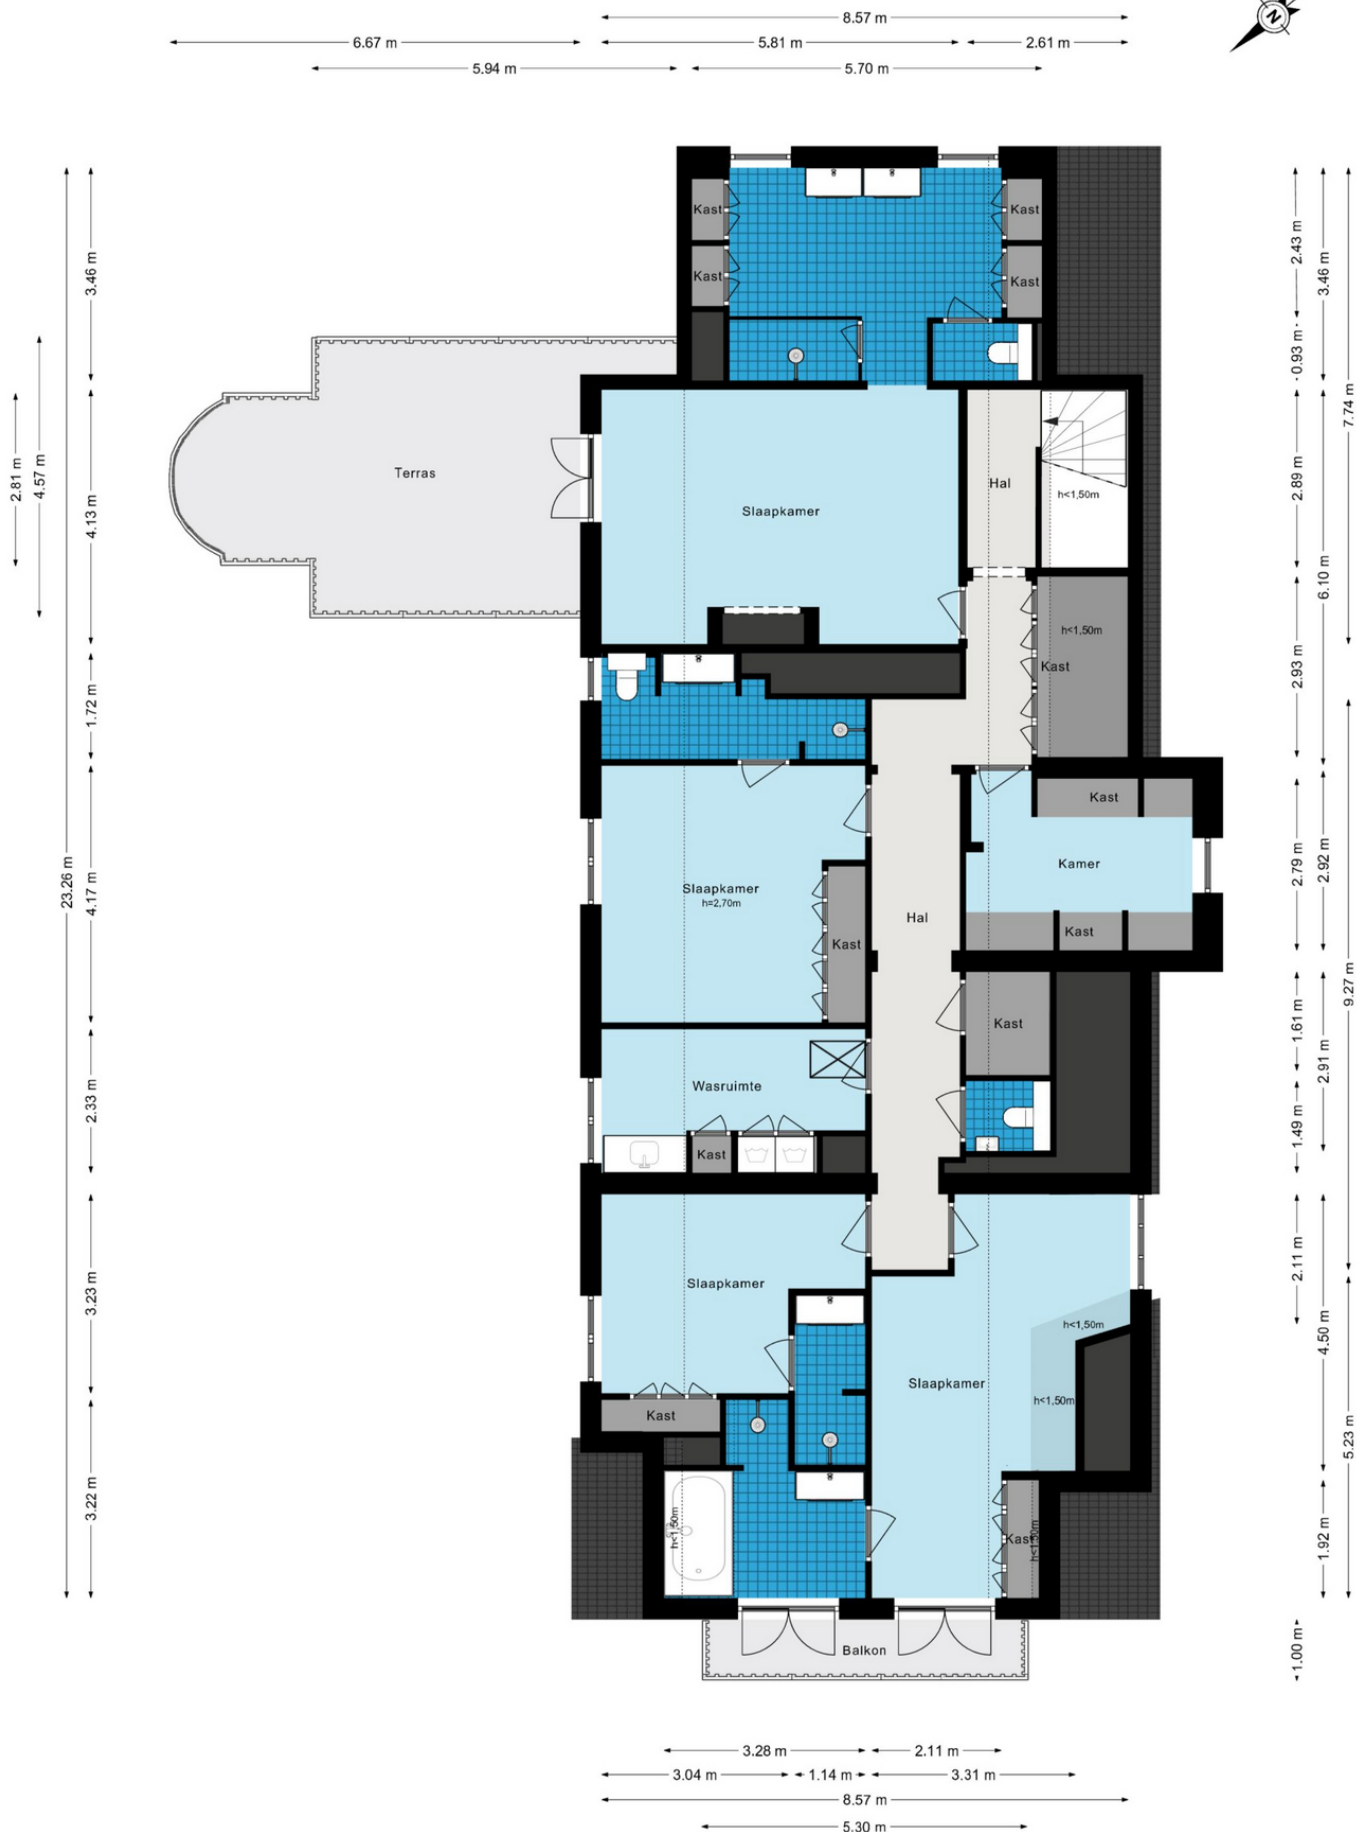 8.57 m
N
6.67 m
5.81 m
2.61 m
5.94 m
5.70 m
Kast
Kast
Kast
Kast
2.43 m
3.46 m
3.46 m
0.93 m
7.74 m
2.81 m
4.57 m
Terras
4.13 m
Slaapkamer
Hal
h<1,50m
2.89 m
6.10 m
h<1,50m
Kast
2.93 m
1.72 m
23.26 m
4.17 m
Slaapkamer
h=2,70m
Kast
Hal
Kast
Kamer
Kast
2.79 m
2.92 m
9.27 m
Kast
1.61 m
2.91 m
Wasruimte
2.33 m
Kast
1.49 m
Slaapkamer
3.23 m
2.11 m
h<1,50m
4.50 m
Slaapkamer
h<1,50m
Kast
5.23 m
3.22 m
h<1,50m
Kast
h<1,50m
1.92 m
Balkon
1.00 m
3.28 m
2.11 m
3.04 m
1.14 m
3.31 m
8.57 m
5.30 m